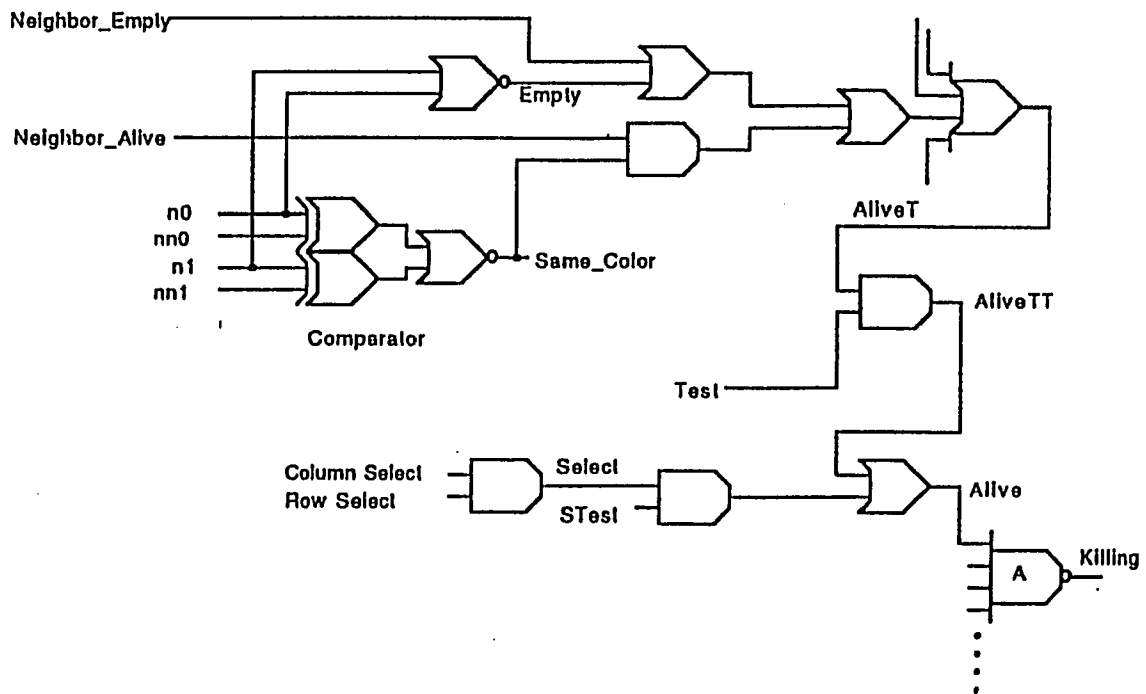 Neighbor_Empty
Empty
Neighbor_Alive
n0
nn0
n1
nn1
Same_Color
Comparator
AliveT
AliveTT
Test
Column Select
Row Select
Select
STest
Alive
A
Killing